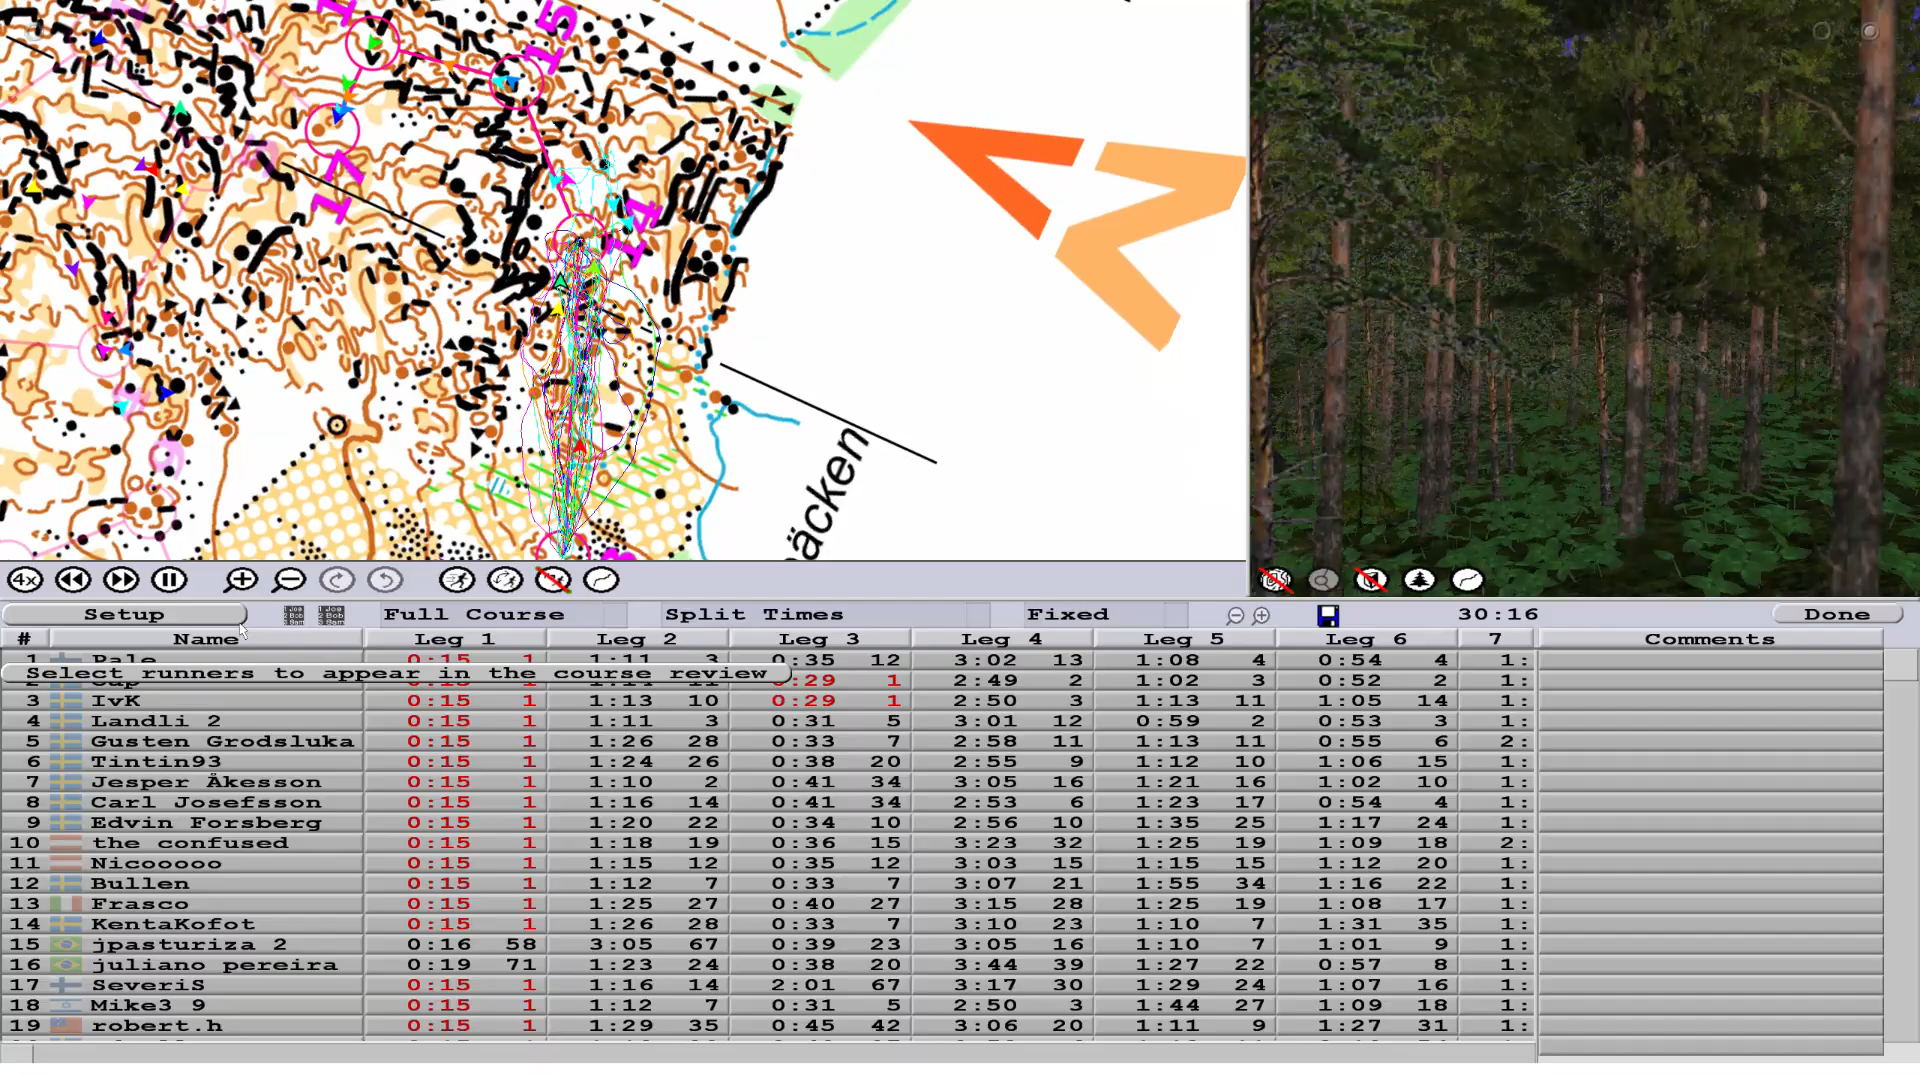 15
17
14
äcken
4x
Setup Full Course Split Times Fixed 30:16 Done
# Name Leg 1 Leg 2 Leg 3 Leg 4 Leg 5 Leg 6 7 Comments
1 Pale 0:15 1 1:11 3 0:35 12 3:02 13 1:08 4 0:54 4 1:
Select runners to appear in the course review
:29 1 2:49 2 1:02 3 0:52 2 1:
3 IvK 0:15 1 1:13 10 0:29 1 2:50 3 1:13 11 1:05 14 1:
4 Landli 2 0:15 1 1:11 3 0:31 5 3:01 12 0:59 2 0:53 3 1:
5 Gusten Grodsluka 0:15 1 1:26 28 0:33 7 2:58 11 1:13 11 0:55 6 2:
6 Tintin93 0:15 1 1:24 26 0:38 20 2:55 9 1:12 10 1:06 15 1:
7 Jesper Åkesson 0:15 1 1:10 2 0:41 34 3:05 16 1:21 16 1:02 10 1:
8 Carl Josefsson 0:15 1 1:16 14 0:41 34 2:53 6 1:23 17 0:54 4 1:
9 Edvin Forsberg 0:15 1 1:20 22 0:34 10 2:56 10 1:35 25 1:17 24 1:
10 the confused 0:15 1 1:18 19 0:36 15 3:23 32 1:25 19 1:09 18 2:
11 Nicooooo 0:15 1 1:15 12 0:35 12 3:03 15 1:15 15 1:12 20 1:
12 Bullen 0:15 1 1:12 7 0:33 7 3:07 21 1:55 34 1:16 22 1:
13 Frasco 0:15 1 1:25 27 0:40 27 3:15 28 1:25 19 1:08 17 1:
14 KentaKofot 0:15 1 1:26 28 0:33 7 3:10 23 1:10 7 1:31 35 1:
15 jpasturiza 2 0:16 58 3:05 67 0:39 23 3:05 16 1:10 7 1:01 9 1:
16 juliano pereira 0:19 71 1:23 24 0:38 20 3:44 39 1:27 22 0:57 8 1:
17 SeveriS 0:15 1 1:16 14 2:01 67 3:17 30 1:29 24 1:07 16 1:
18 Mike3 9 0:15 1 1:12 7 0:31 5 2:50 3 1:44 27 1:09 18 1:
19 robert.h 0:15 1 1:29 35 0:45 42 3:06 20 1:11 9 1:27 31 1: